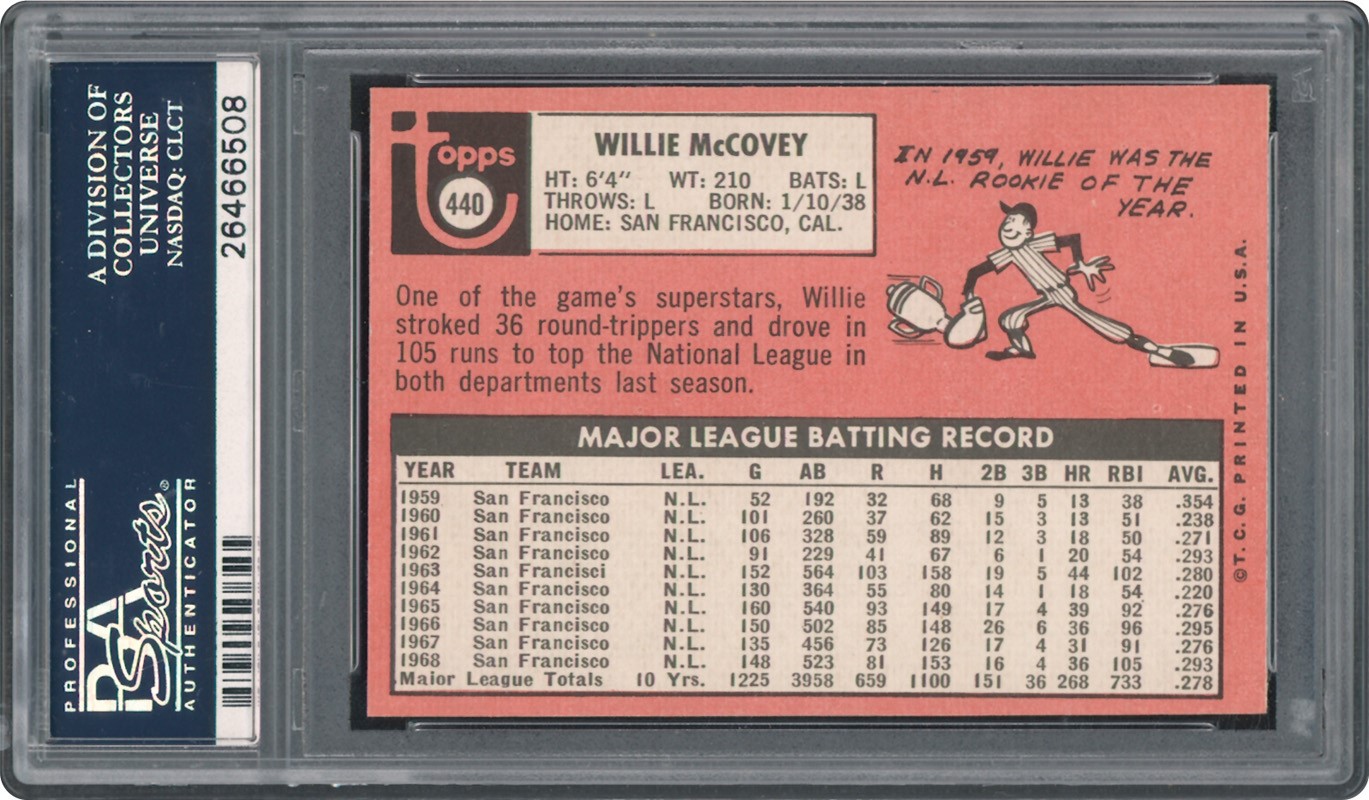 A DIVISION OF
COLLECTORS
UNIVERSE
NASDAQ: CLCT
26466508
PROFESSIONAL
PSA
Sports®
AUTHENTICATOR
topps
440
WILLIE McCOVEY
HT: 6'4" WT: 210 BATS: L
THROWS: L BORN: 1/10/38
HOME: SAN FRANCISCO, CAL.
IN 1959, WILLIE WAS THE
N.L. ROOKIE OF THE
YEAR.
One of the game's superstars, Willie
stroked 36 round-trippers and drove in
105 runs to top the National League in
both departments last season.
MAJOR LEAGUE BATTING RECORD
YEAR TEAM LEA. G AB R H 2B 3B HR RBI AVG.
1959 San Francisco N.L. 52 192 32 68 9 5 13 38 .354
1960 San Francisco N.L. 101 260 37 62 15 3 13 51 .238
1961 San Francisco N.L. 106 328 59 89 12 3 18 50 .271
1962 San Francisco N.L. 91 229 41 67 6 1 20 54 .293
1963 San Francisci N.L. 152 564 103 158 19 5 44 102 .280
1964 San Francisco N.L. 130 364 55 80 14 1 18 54 .220
1965 San Francisco N.L. 160 540 93 149 17 4 39 92 .276
1966 San Francisco N.L. 150 502 85 148 26 6 36 96 .295
1967 San Francisco N.L. 135 456 73 126 17 4 31 91 .276
1968 San Francisco N.L. 148 523 81 153 16 4 36 105 .293
Major League Totals 10 Yrs. 1225 3958 659 1100 151 36 268 733 .278
©T.C.G. PRINTED IN U.S.A.